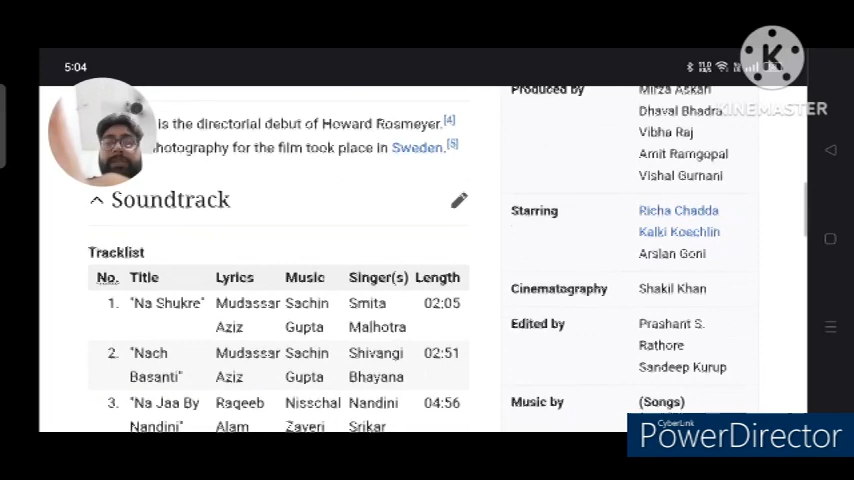 5:04
KINEMASTER
is the directorial debut of Howard Rosmeyer.[4]
hotography for the film took place in Sweden.[5]
Soundtrack
Tracklist
No. Title Lyrics Music Singer(s) Length
1. "Na Shukre" Mudassar Aziz Sachin Gupta Smita Malhotra 02:05
2. "Nach Basanti" Mudassar Aziz Sachin Gupta Shivangi Bhayana 02:51
3. "Na Jaa By Nandini" Raqeeb Alam Nisschal Zaveri Nandini Srikar 04:56
Produced by Mirza Askari
Dhaval Bhadra
Vibha Raj
Amit Ramgopal
Vishal Gurnani
Starring Richa Chadda
Kalki Koechlin
Arslan Goni
Cinematography Shakil Khan
Edited by Prashant S.
Rathore
Sandeep Kurup
Music by (Songs)
CyberLink
PowerDirector